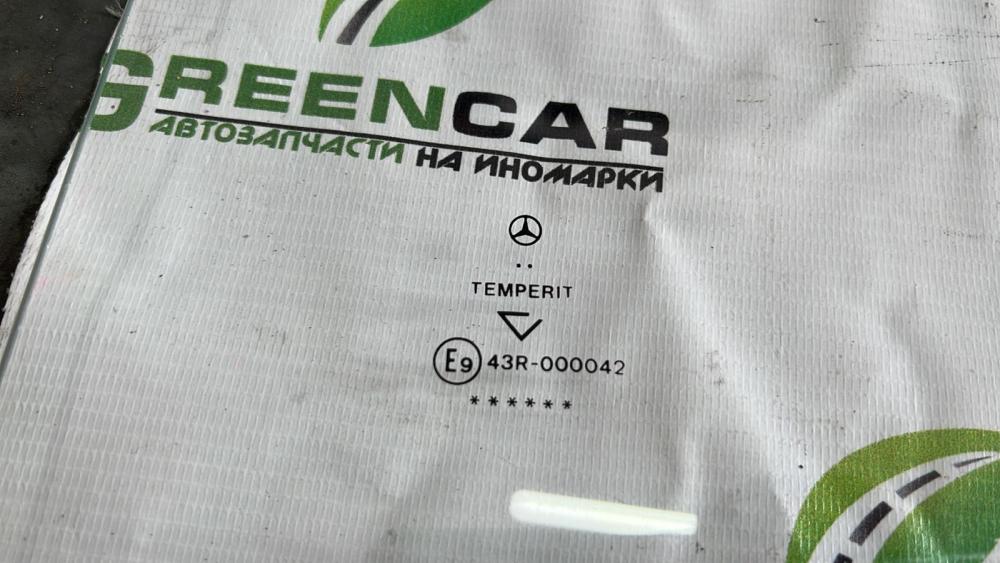 GREENCAR
АВТОЗАПЧАСТИ НА ИНОМАРКИ
..
TEMPERIT
E9 43R-000042
******